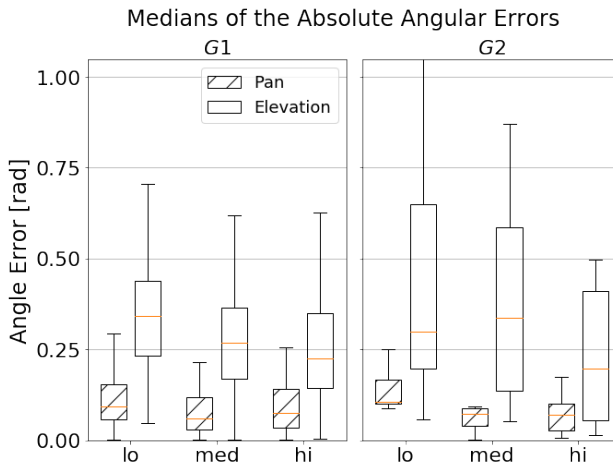 Medians of the Absolute Angular Errors
G1
G2
Pan
Elevation
Angle Error [rad]
1.00
0.75
0.50
0.25
0.00
lo med hi
lo med hi